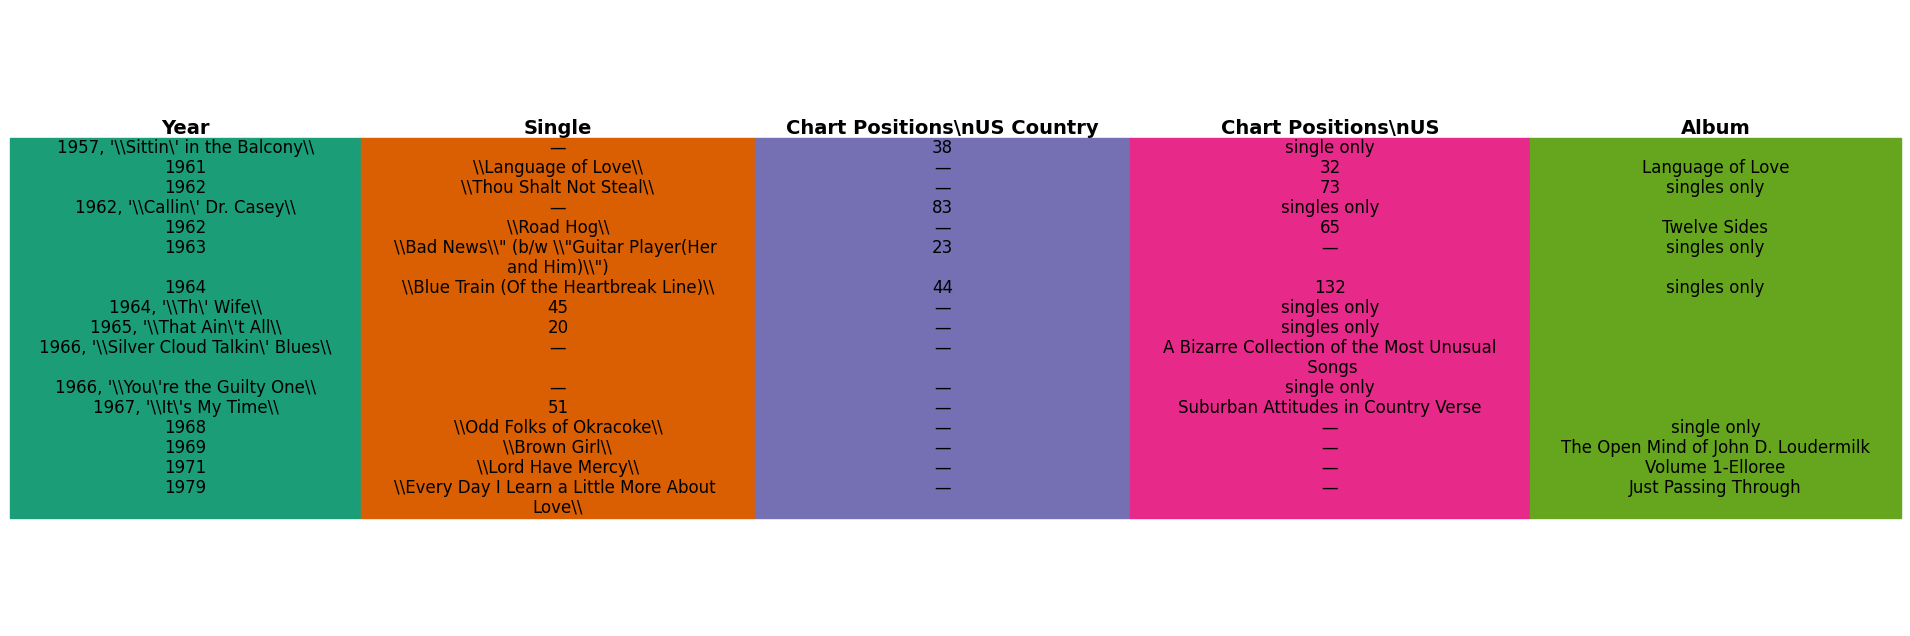 Year Single Chart Positions\nUS Country Chart Positions\nUS Album
1957, '\\Sittin\' in the Balcony\\ — 38 single only
1961 \\Language of Love\\ — 32 Language of Love
1962 \\Thou Shalt Not Steal\\ — 73 singles only
1962, '\\Callin\' Dr. Casey\\ — 83 singles only
1962 \\Road Hog\\ — 65 Twelve Sides
1963 \\Bad News\\" (b/w \\"Guitar Player(Her 23 — singles only
and Him)\\")
1964 \\Blue Train (Of the Heartbreak Line)\\ 44 132 singles only
1964, '\\Th\' Wife\\ 45 — singles only
1965, '\\That Ain\'t All\\ 20 — singles only
1966, '\\Silver Cloud Talkin\' Blues\\ — — A Bizarre Collection of the Most Unusual
Songs
1966, '\\You\'re the Guilty One\\ — — single only
1967, '\\It\'s My Time\\ 51 — Suburban Attitudes in Country Verse
1968 \\Odd Folks of Okracoke\\ — — single only
1969 \\Brown Girl\\ — — The Open Mind of John D. Loudermilk
1971 \\Lord Have Mercy\\ — — Volume 1-Elloree
1979 \\Every Day I Learn a Little More About — — Just Passing Through
Love\\